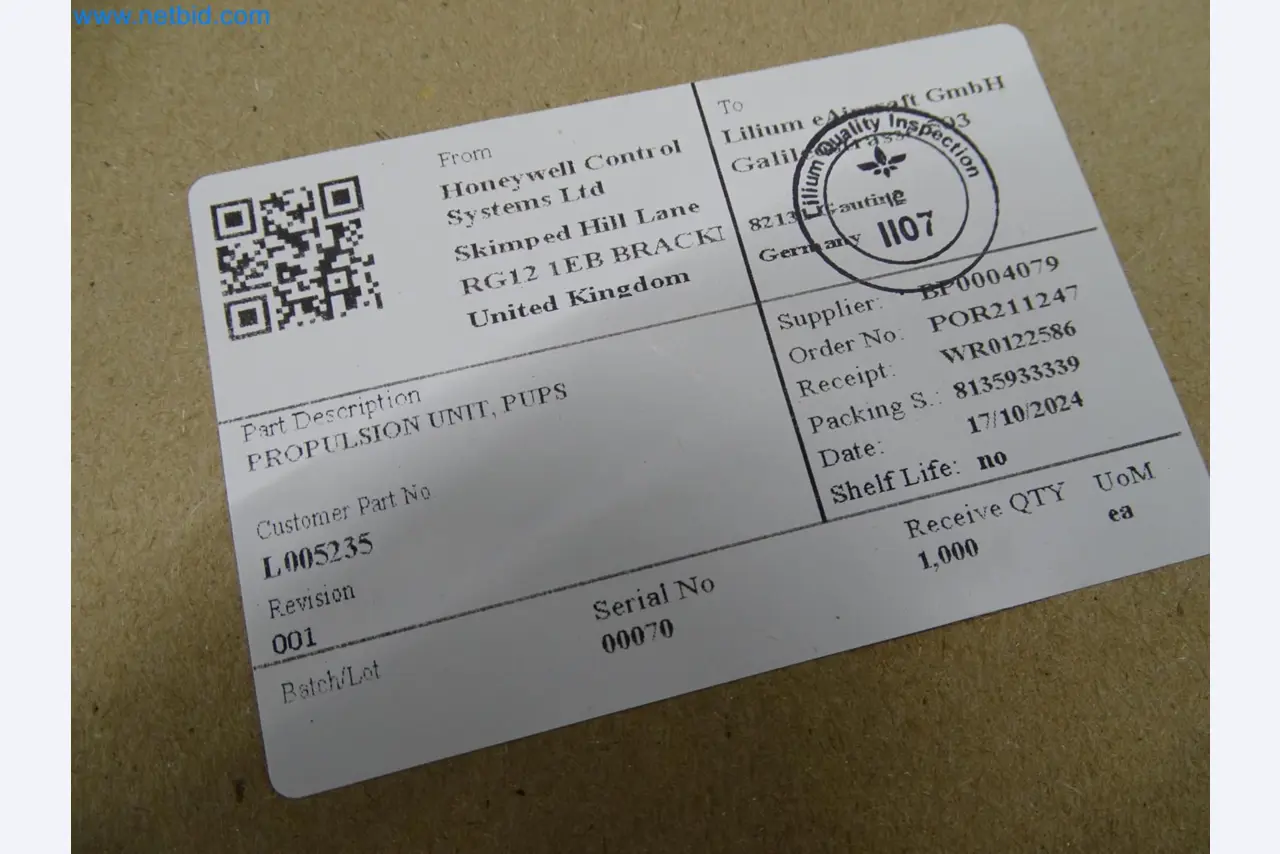 www.netbid.com
From
Honeywell Control
Systems Ltd
Skimped Hill Lane
RG12 1EB BRACKI
United Kingdom
To
Lilium eAircraft GmbH
82131 Gauting
Germany
Lilium Quality Inspection
1107
Supplier: BP0004079
Order No: POR211247
Receipt: WR0122586
Packing S.: 8135933339
Date: 17/10/2024
Shelf Life: no
Part Description
PROPULSION UNIT, PUPS
Customer Part No
L005235
Revision
001
Batch/Lot
Serial No
00070
Receive QTY
1,000
UoM
ea